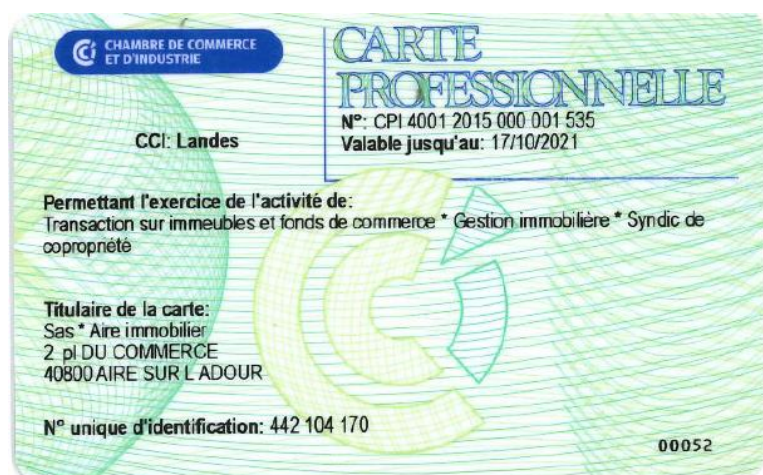 CHAMBRE DE COMMERCE
ET D'INDUSTRIE
CARTE
PROFESSIONNELLE
N°: CPI 4001 2015 000 001 535
CCI: Landes
Valable jusqu'au: 17/10/2021
Permettant l'exercice de l'activité de:
Transaction sur immeubles et fonds de commerce * Gestion immobilière * Syndic de
copropriété
Titulaire de la carte:
Sas * Aire immobilier
2 pl DU COMMERCE
40800 AIRE SUR L ADOUR
N° unique d'identification: 442 104 170
00052